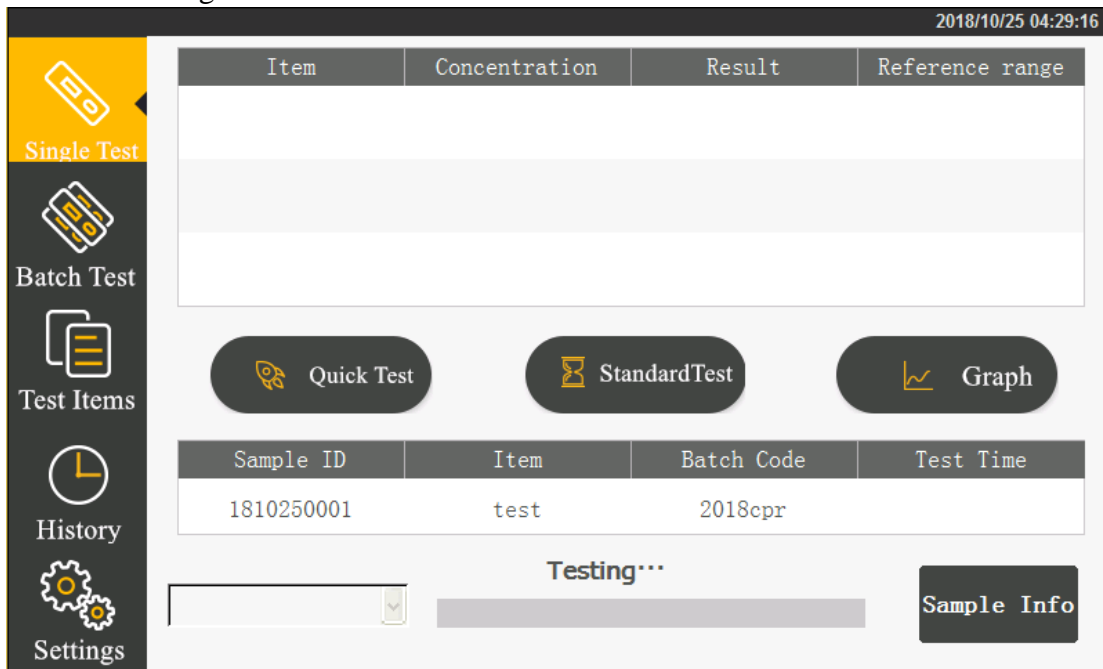 2018/10/25 04:29:16
Item Concentration Result Reference range
Single Test
Batch Test
Quick Test StandardTest Graph
Test Items
Sample ID Item Batch Code Test Time
1810250001 test 2018cpr
History
Testing···
Sample Info
Settings